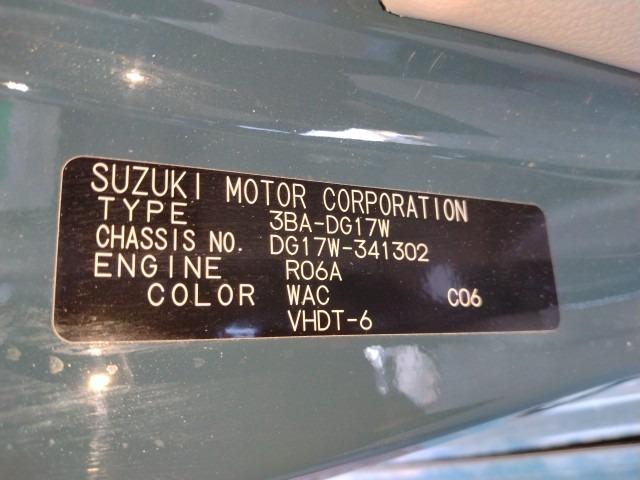 SUZUKI MOTOR CORPORATION
TYPE 3BA-DG17W
CHASSIS NO. DG17W-341302
ENGINE R06A
COLOR WAC C06
VHDT-6